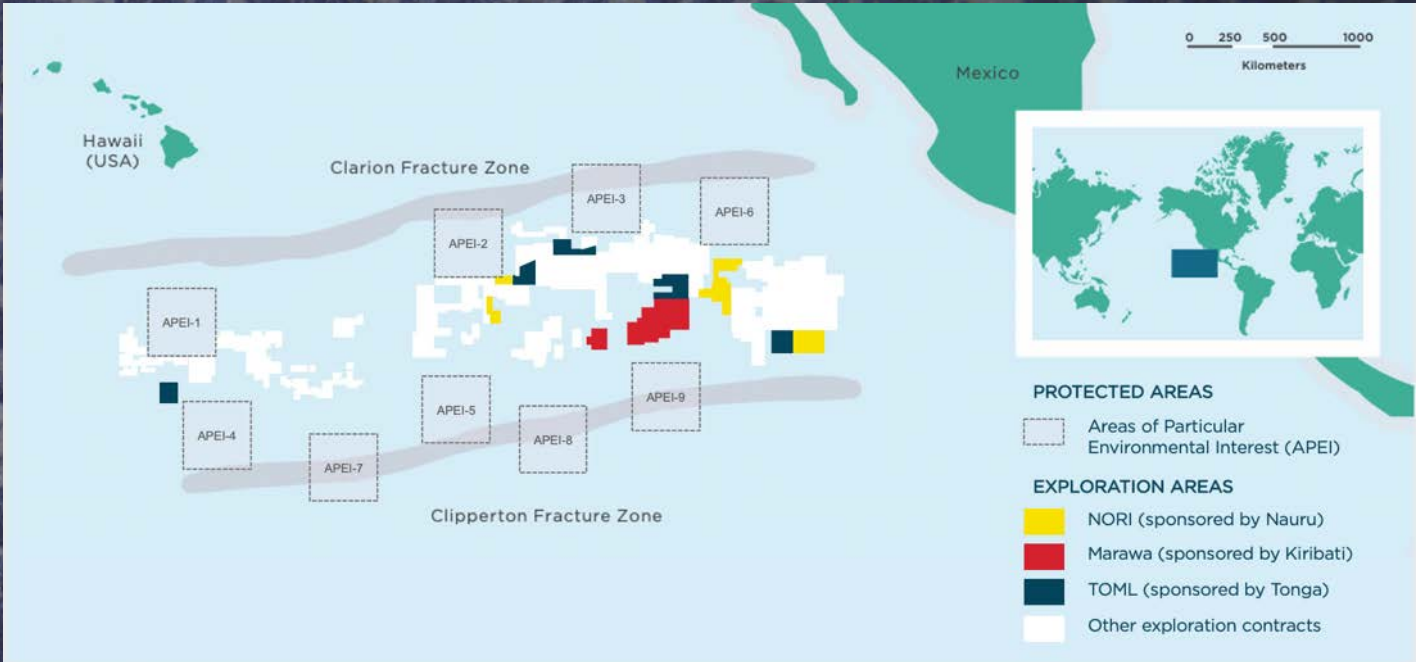 0 250 500 1000
Kilometers
Mexico
Hawaii
(USA)
Clarion Fracture Zone
APEI-3
APEI-6
APEI-2
APEI-1
APEI-9
APEI-5
APEI-4
APEI-8
APEI-7
Clipperton Fracture Zone
PROTECTED AREAS
Areas of Particular
Environmental Interest (APEI)
EXPLORATION AREAS
NORI (sponsored by Nauru)
Marawa (sponsored by Kiribati)
TOML (sponsored by Tonga)
Other exploration contracts